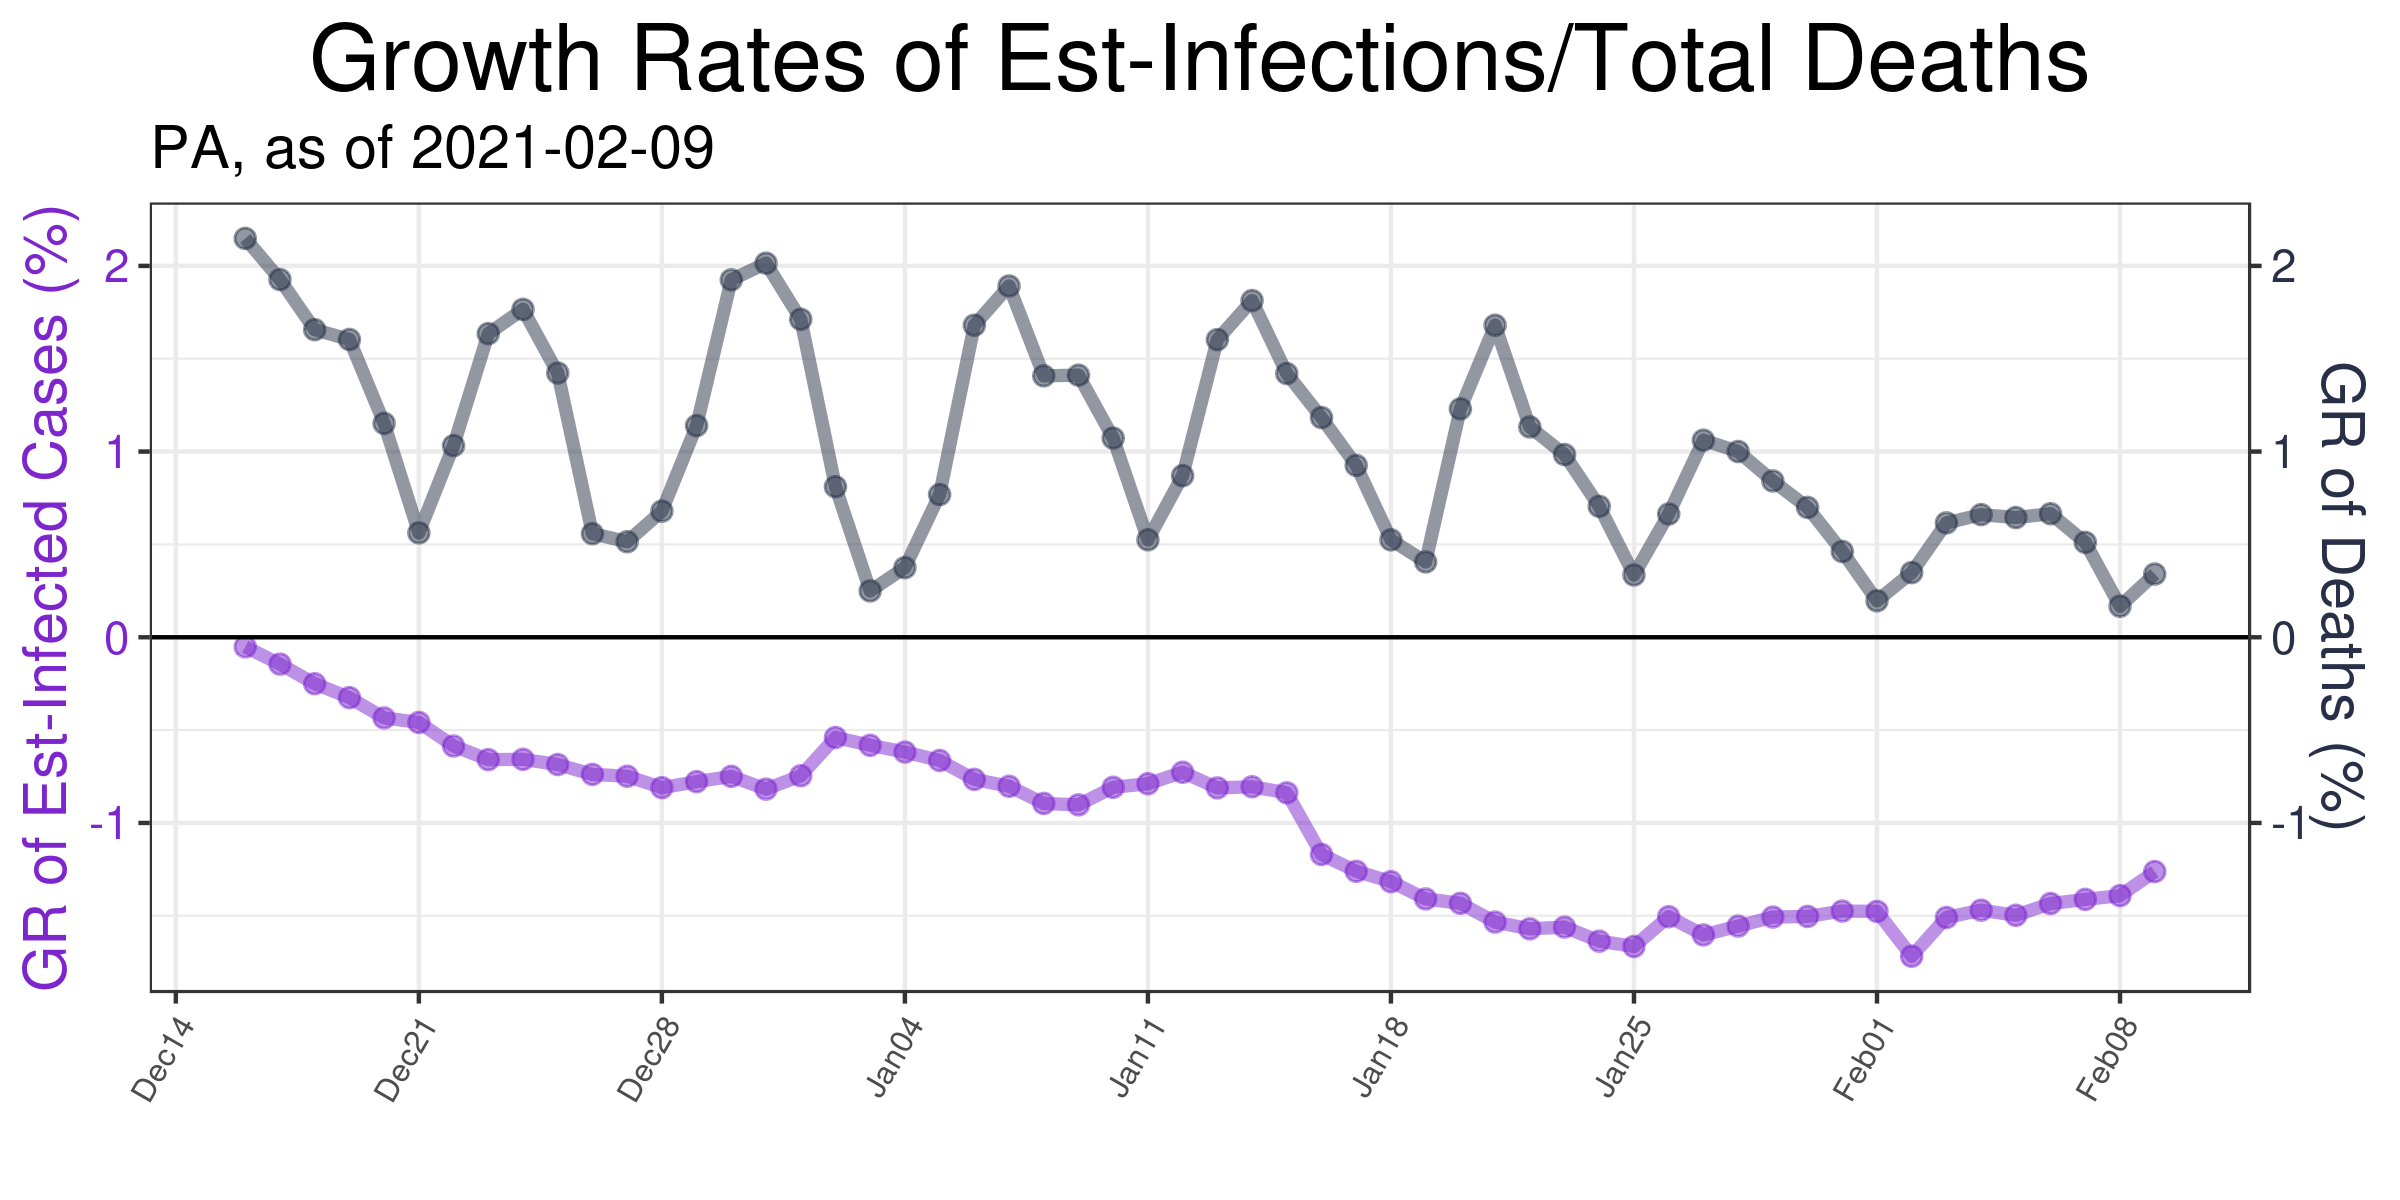 Growth Rates of Est-Infections/Total Deaths
PA, as of 2021-02-09
GR of Est-Infected Cases (%)
2
1
0
-1
2
1
0
-1
GR of Deaths (%)
Dec14
Dec21
Dec28
Jan04
Jan11
Jan18
Jan25
Feb01
Feb08